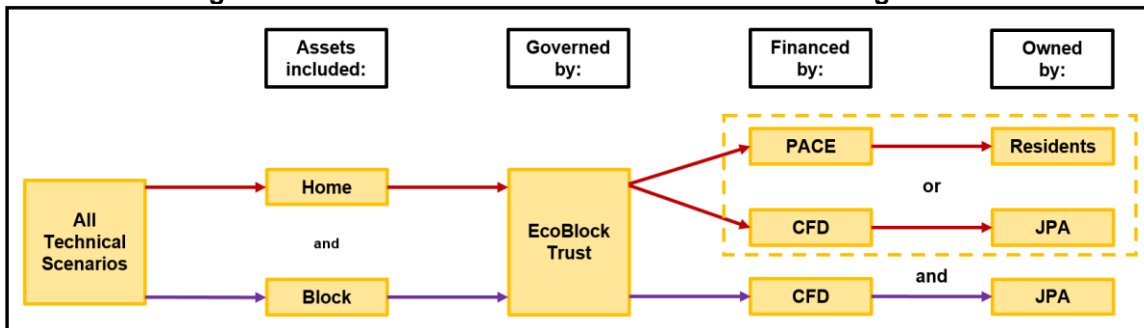 Assets
included:
Governed
by:
Financed
by:
Owned
by:
All
Technical
Scenarios
Home
and
Block
EcoBlock
Trust
PACE
Residents
or
CFD
JPA
and
CFD
JPA